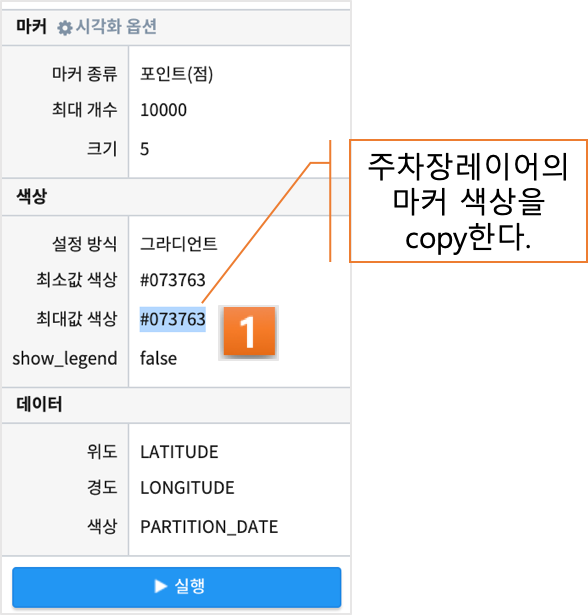 마커 시각화 옵션
마커 종류 포인트(점)
최대 개수 10000
크기 5
주차장레이어의
마커 색상을
copy한다.
색상
설정 방식 그라디언트
최소값 색상 #073763
최대값 색상 #073763
1
show_legend false
데이터
위도 LATITUDE
경도 LONGITUDE
색상 PARTITION_DATE
실행